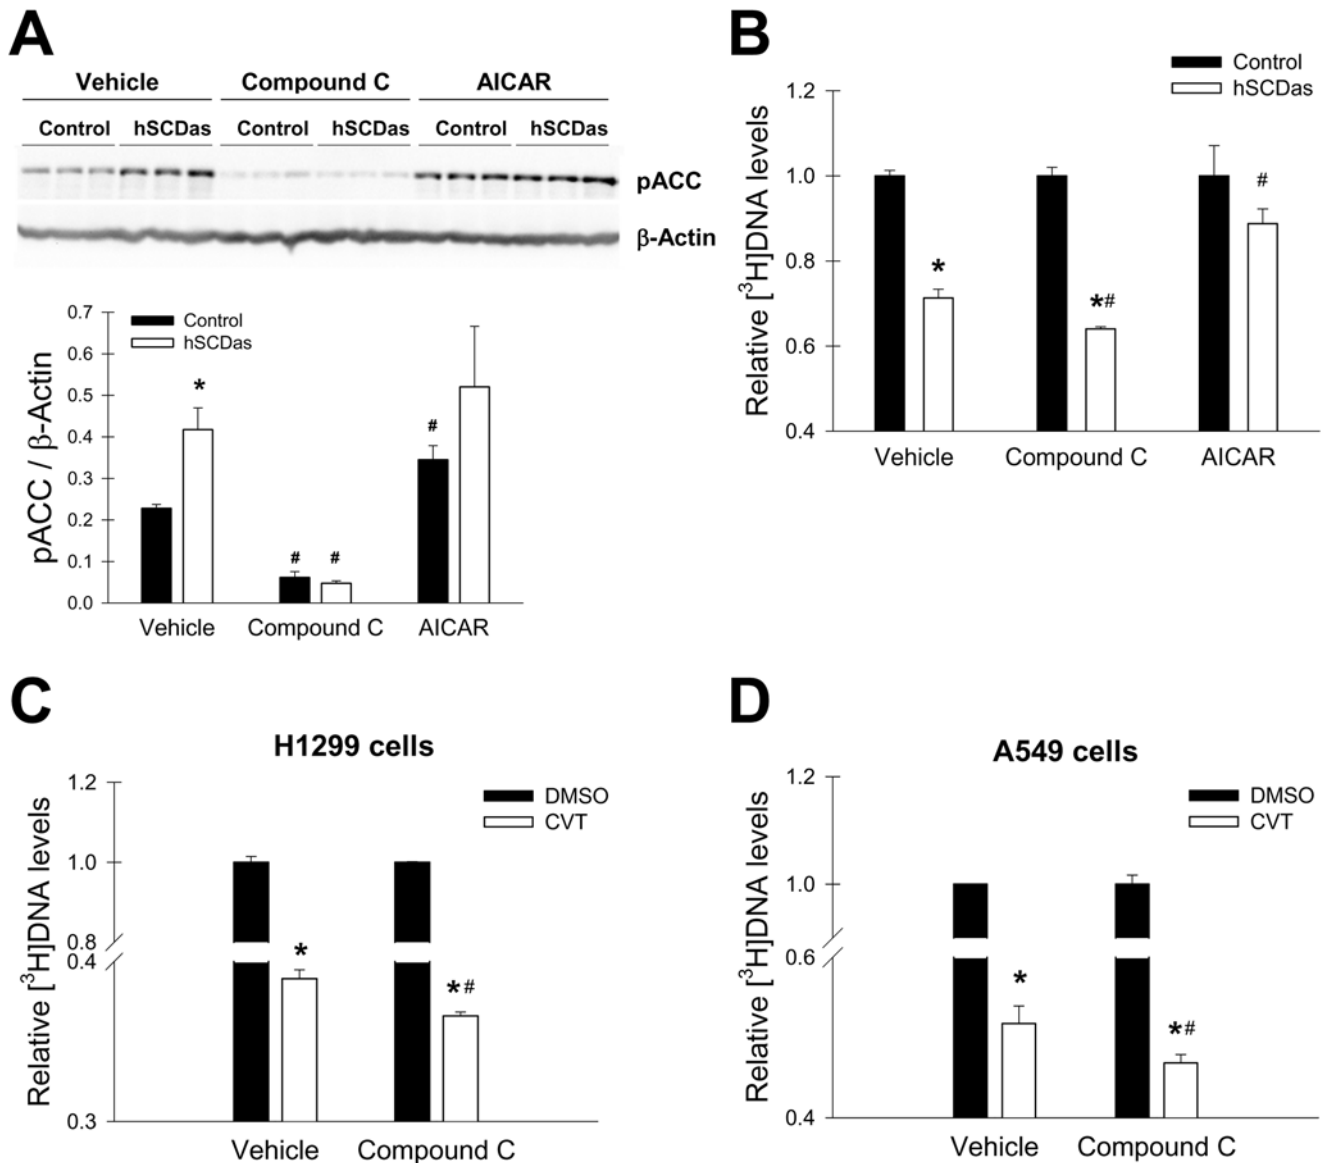 A
Vehicle Compound C AICAR
Control hSCDas Control hSCDas Control hSCDas
pACC
β-Actin
0.7
0.6
0.5
0.4
0.3
0.2
0.1
0.0
pACC / β-Actin
Control
hSCDas
*
# #
#
Vehicle Compound C AICAR
B
Control
hSCDas
1.2
1.0
0.8
0.6
0.4
Relative [³H]DNA levels
*
*#
#
Vehicle Compound C AICAR
C
H1299 cells
DMSO
CVT
1.2
1.0
0.8
0.4
0.3
Relative [³H]DNA levels
*
*#
Vehicle Compound C
D
A549 cells
DMSO
CVT
1.2
1.0
0.6
0.4
Relative [³H]DNA levels
*
*#
Vehicle Compound C